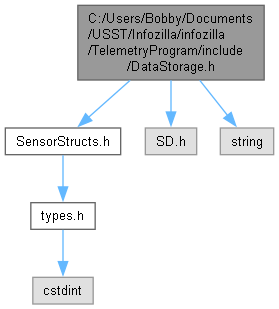 C:/Users/Bobby/Documents
/USST/Infozilla/infozilla
/TelemetryProgram/include
/DataStorage.h
SensorStructs.h
SD.h
string
types.h
cstdint